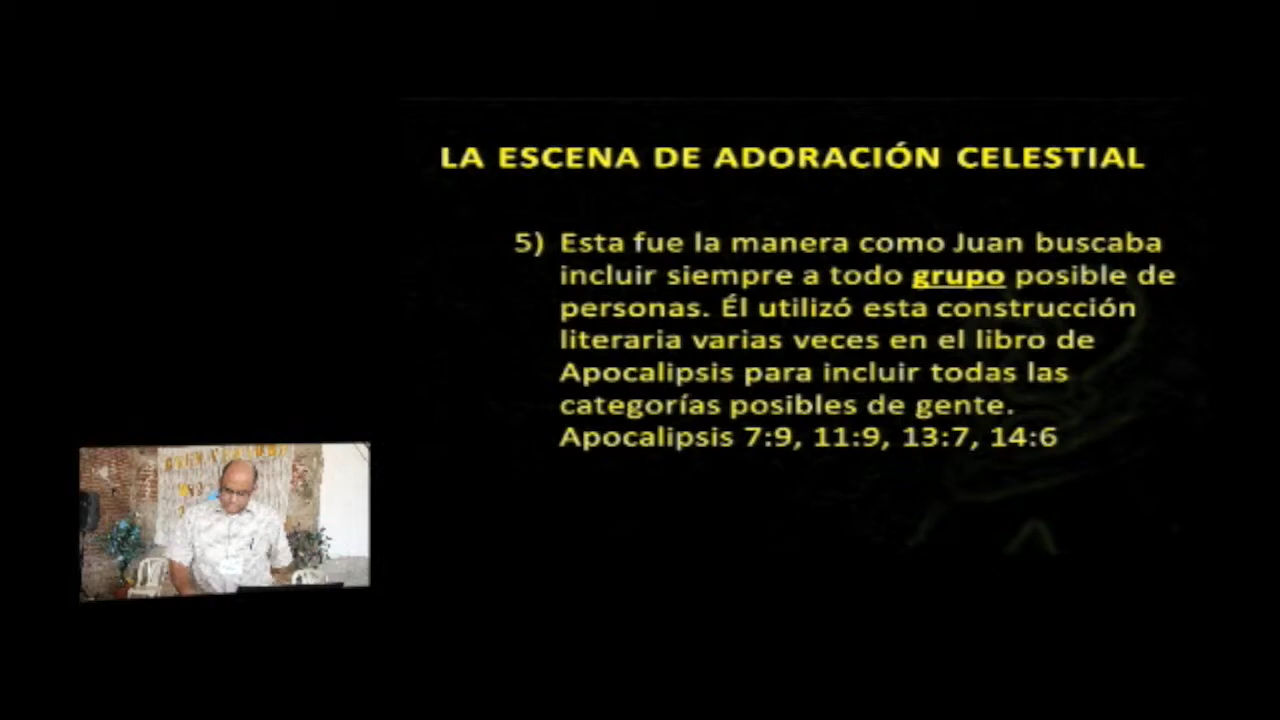 LA ESCENA DE ADORACIÓN CELESTIAL
5) Esta fue la manera como Juan buscaba
incluir siempre a todo grupo posible de
personas. Él utilizó esta construcción
literaria varias veces en el libro de
Apocalipsis para incluir todas las
categorías posibles de gente.
Apocalipsis 7:9, 11:9, 13:7, 14:6